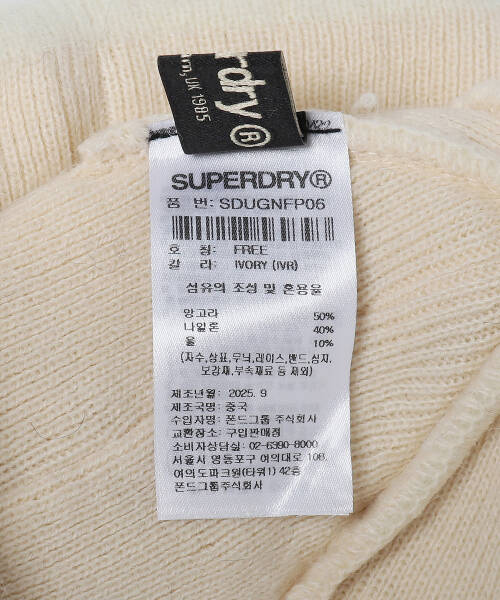 rdry®
UK 1985
SUPERDRY®
품 번: SDUGNFP06
호 칭: FREE
칼 라: IVORY (IVR)
섬유의 조성 및 혼용율
앙고라 50%
나일론 40%
울 10%
(자수,상표,무늬,레이스,밴드,심지,
보강재,부속재료 등 제외)
제조년월: 2025. 9
제조국명: 중국
수입자명: 폰드그룹 주식회사
교환장소: 구입판매점
소비자상담실: 02-6390-8000
서울시 영등포구 여의대로 108,
여의도파크원(타워1) 42층
폰드그룹주식회사